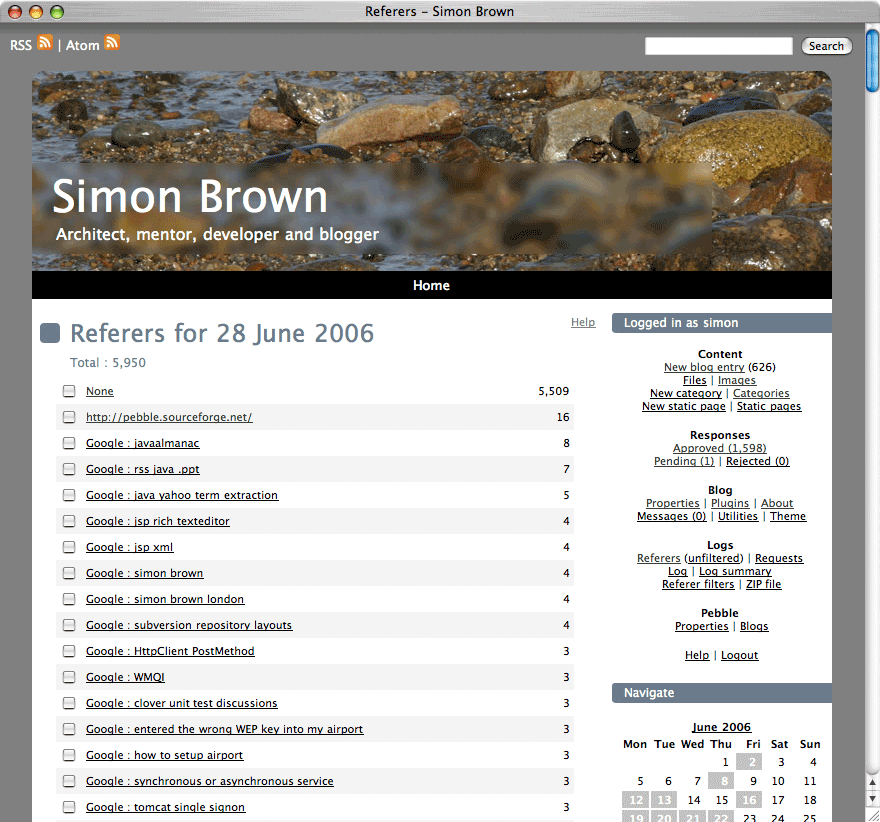 Referers – Simon Brown
RSS | Atom
Search
Simon Brown
Architect, mentor, developer and blogger
Home
Referers for 28 June 2006
Help
Total : 5,950
None 5,509
http://pebble.sourceforge.net/ 16
Google : javaalmanac 8
Google : rss java .ppt 7
Google : java yahoo term extraction 5
Google : jsp rich texteditor 4
Google : jsp xml 4
Google : simon brown 4
Google : simon brown london 4
Google : subversion repository layouts 4
Google : HttpClient PostMethod 3
Google : WMQI 3
Google : clover unit test discussions 3
Google : entered the wrong WEP key into my airport 3
Google : how to setup airport 3
Google : synchronous or asynchronous service 3
Google : tomcat single signon 3
Logged in as simon
Content
New blog entry (626)
Files | Images
New category | Categories
New static page | Static pages
Responses
Approved (1,598)
Pending (1) | Rejected (0)
Blog
Properties | Plugins | About
Messages (0) | Utilities | Theme
Logs
Referers (unfiltered) | Requests
Log | Log summary
Referer filters | ZIP file
Pebble
Properties | Blogs
Help | Logout
Navigate
June 2006
Mon Tue Wed Thu Fri Sat Sun
1 2 3 4
5 6 7 8 9 10 11
12 13 14 15 16 17 18
19 20 21 22 23 24 25